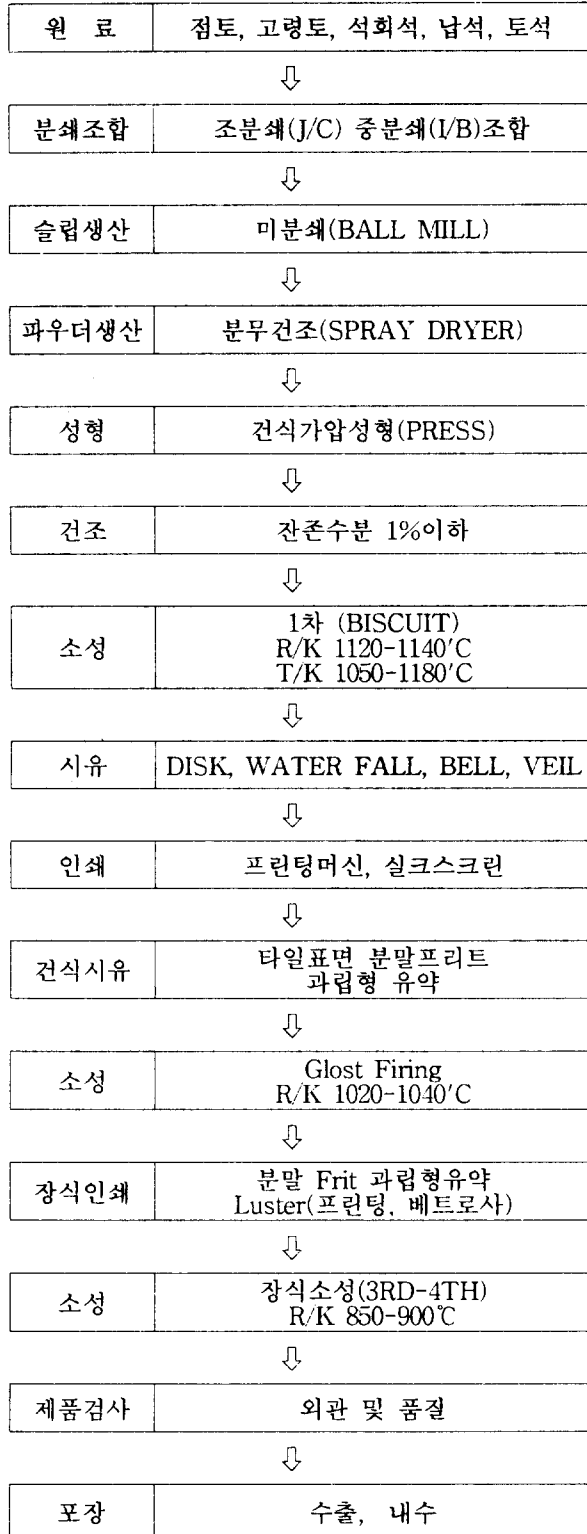 원 료 점토, 고령토, 석회석, 납석, 토석
⇩
분쇄조합 조분쇄(J/C) 중분쇄(I/B)조합
⇩
슬립생산 미분쇄(BALL MILL)
⇩
파우더생산 분무건조(SPRAY DRYER)
⇩
성형 건식가압성형(PRESS)
⇩
건조 잔존수분 1%이하
⇩
소성 1차 (BISCUIT)
R/K 1120-1140'C
T/K 1050-1180'C
⇩
시유 DISK, WATER FALL, BELL, VEIL
⇩
인쇄 프린팅머신, 실크스크린
⇩
건식시유 타일표면 분말프리트
과립형 유약
⇩
소성 Glost Firing
R/K 1020-1040'C
⇩
장식인쇄 분말 Frit 과립형유약
Luster(프린팅, 베트로사)
⇩
소성 장식소성(3RD-4TH)
R/K 850-900℃
⇩
제품검사 외관 및 품질
⇩
포장 수출, 내수